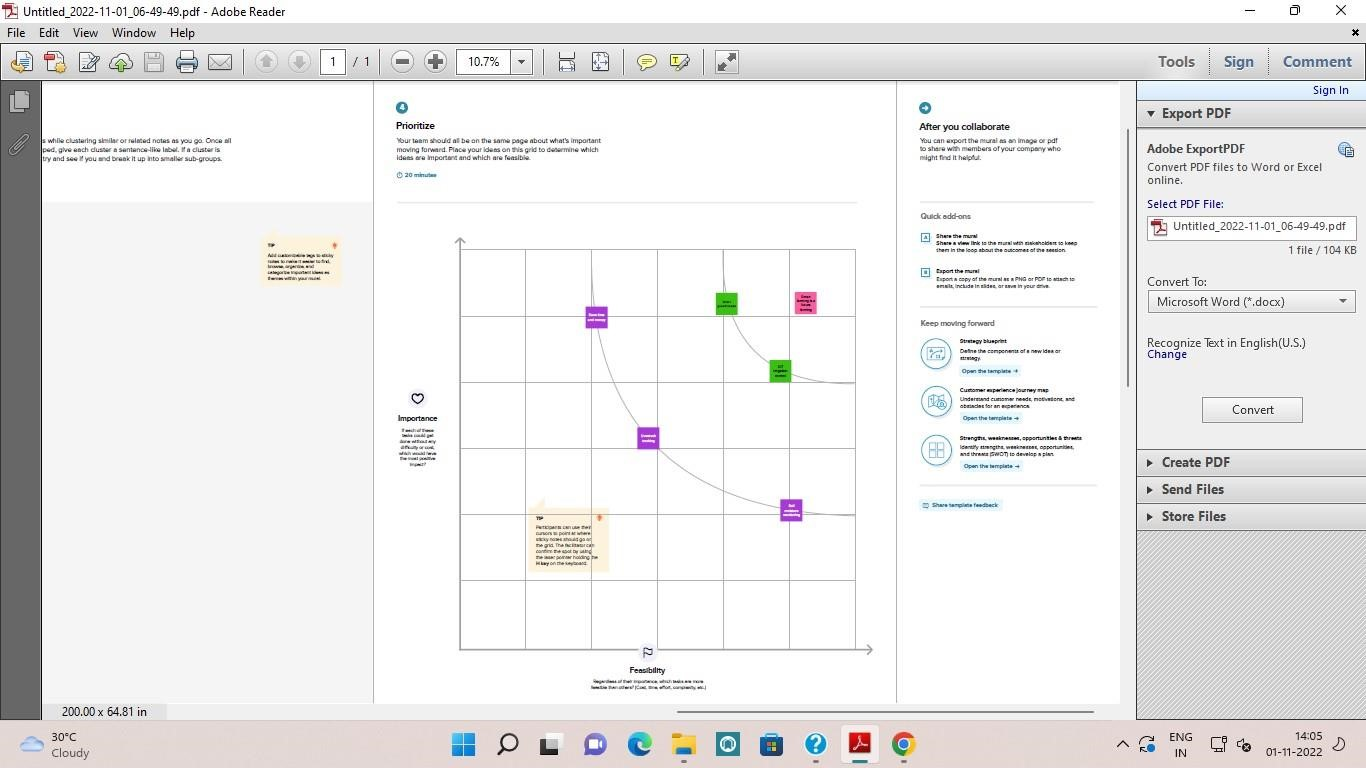 Untitled_2022-11-01_06-49-49.pdf - Adobe Reader
File Edit View Window Help
1 / 1
10.7%
Tools Sign Comment
s while clustering similar or related notes as you go. Once all
ped, give each cluster a sentence-like label. If a cluster is
try and see if you and break it up into smaller sub-groups.
TIP
Add customizable tags to sticky
notes to make it easier to find,
browse, organize, and
categorize important ideas as
themes within your mural.
4
Prioritize
Your team should all be on the same page about what's important
moving forward. Place your ideas on this grid to determine which
ideas are important and which are feasible.
20 minutes
Importance
If each of these
tasks could get
done without any
difficulty or cost,
which would have
the most positive
impact?
Save time
and money
Livestock
tracking
Soil
moisture
monitoring
TIP
Participants can use their
cursors to point at where
sticky notes should go on
the grid. The facilitator can
confirm the spot by using
the laser pointer holding the
H key on the keyboard.
Feasibility
Regardless of their importance, which tasks are more
feasible than others? (Cost, time, effort, complexity, etc.)
After you collaborate
You can export the mural as an image or pdf
to share with members of your company who
might find it helpful.
Quick add-ons
A Share the mural
Share a view link to the mural with stakeholders to keep
them in the loop about the outcomes of the session.
B Export the mural
Export a copy of the mural as a PNG or PDF to attach to
emails, include in slides, or save in your drive.
Keep moving forward
Strategy blueprint
Define the components of a new idea or
strategy.
Open the template
Customer experience journey map
Understand customer needs, motivations, and
obstacles for an experience.
Open the template
Strengths, weaknesses, opportunities & threats
Identify strengths, weaknesses, opportunities,
and threats (SWOT) to develop a plan.
Open the template
Share template feedback
Sign In
Export PDF
Adobe ExportPDF
Convert PDF files to Word or Excel
online.
Select PDF File:
Untitled_2022-11-01_06-49-49.pdf
1 file / 104 KB
Convert To:
Microsoft Word (*.docx)
Recognize Text in English(U.S.)
Change
Convert
Create PDF
Send Files
Store Files
200.00 x 64.81 in
30°C
Cloudy
ENG
IN
14:05
01-11-2022